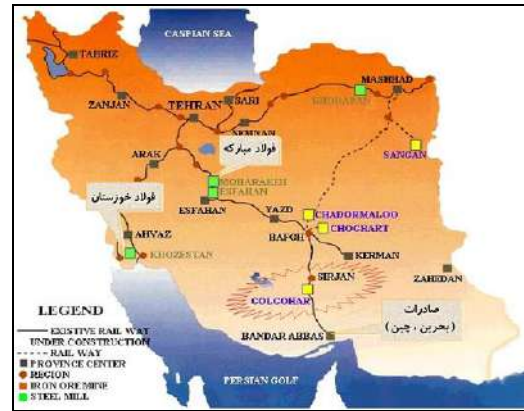 CASPIAN SEA
TABRIZ
ZANJAN
TEHRAN
SARI
SEMNAN
MASHHAD
SANGAN
ARAK
فولاد مبارکه
MOBARAKEH
ESFAHAN
ESFAHAN
فولاد خوزستان
YAZD
CHADORMALOO
CHOGHART
BAFGH
AHVAZ
KHOZESTAN
KERMAN
SIRJAN
ZAHEDAN
GOLGOHAR
صادرات
(بحرین ، چین)
BANDAR ABBAS
PERSIAN GOLF
LEGEND
EXISTIVE RAIL WAY
UNDER CONSTRUCTION
RAIL WAY
PROVINCE CENTER
REGION
IRON ORE MINE
STEEL MILL